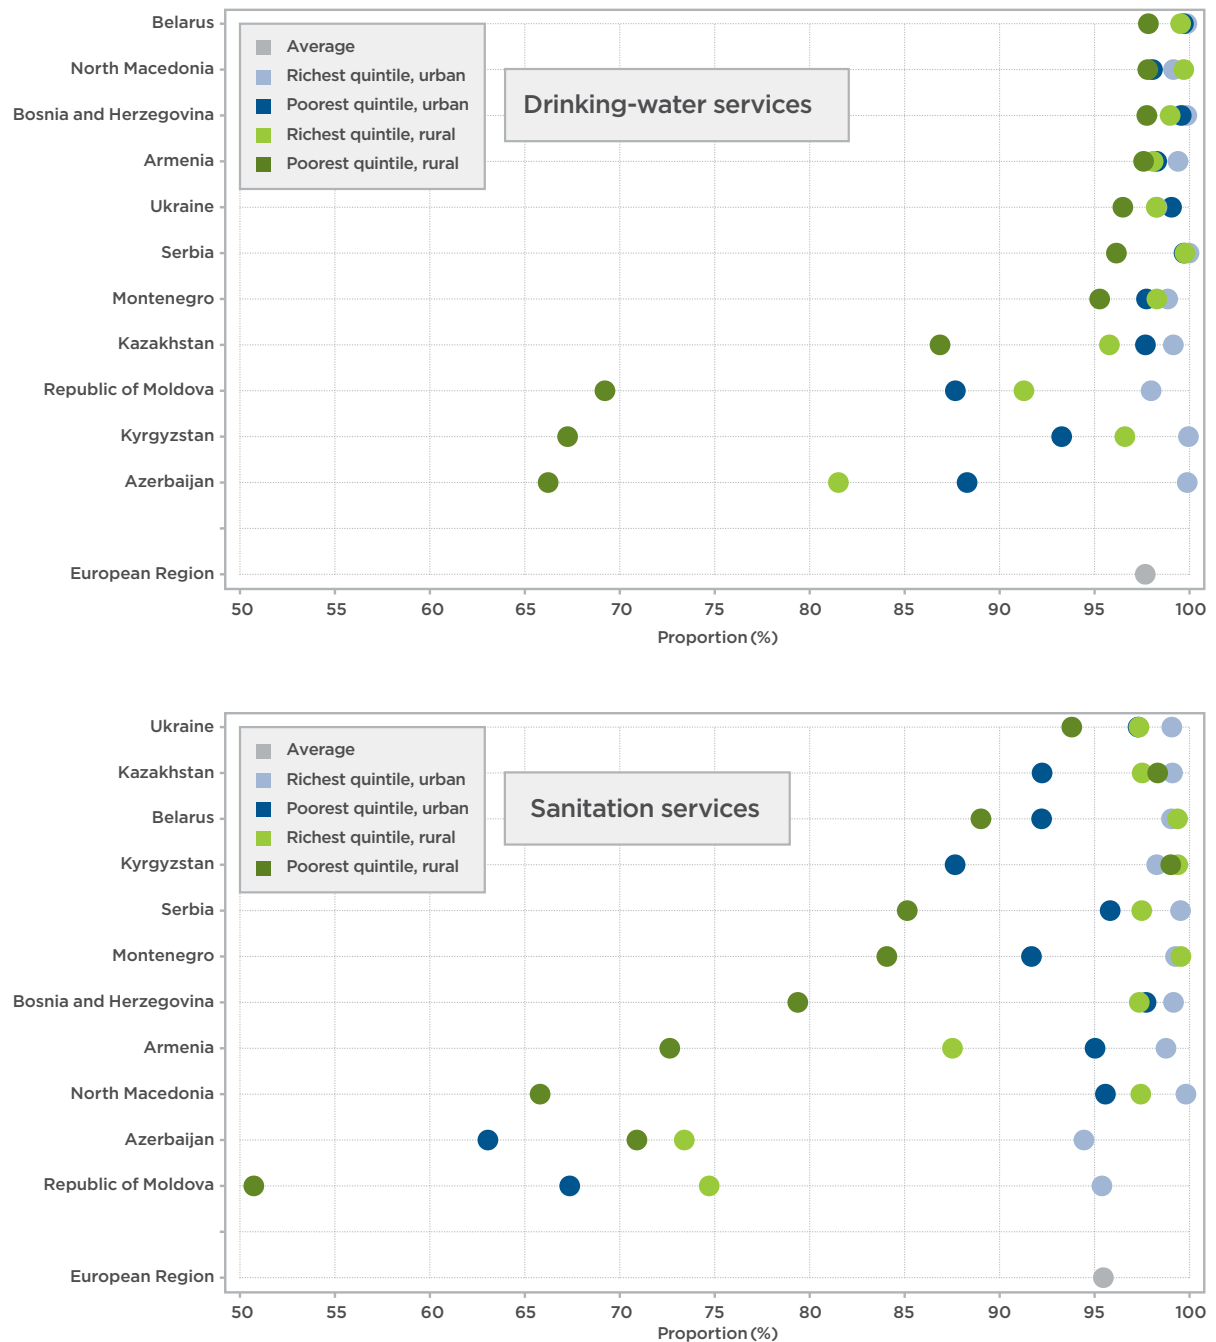 Belarus
North Macedonia
Bosnia and Herzegovina
Armenia
Ukraine
Serbia
Montenegro
Kazakhstan
Republic of Moldova
Kyrgyzstan
Azerbaijan
European Region
Average
Richest quintile, urban
Poorest quintile, urban
Richest quintile, rural
Poorest quintile, rural
Drinking-water services
50 55 60 65 70 75 80 85 90 95 100
Proportion (%)
Ukraine
Kazakhstan
Belarus
Kyrgyzstan
Serbia
Montenegro
Bosnia and Herzegovina
Armenia
North Macedonia
Azerbaijan
Republic of Moldova
European Region
Average
Richest quintile, urban
Poorest quintile, urban
Richest quintile, rural
Poorest quintile, rural
Sanitation services
50 55 60 65 70 75 80 85 90 95 100
Proportion (%)